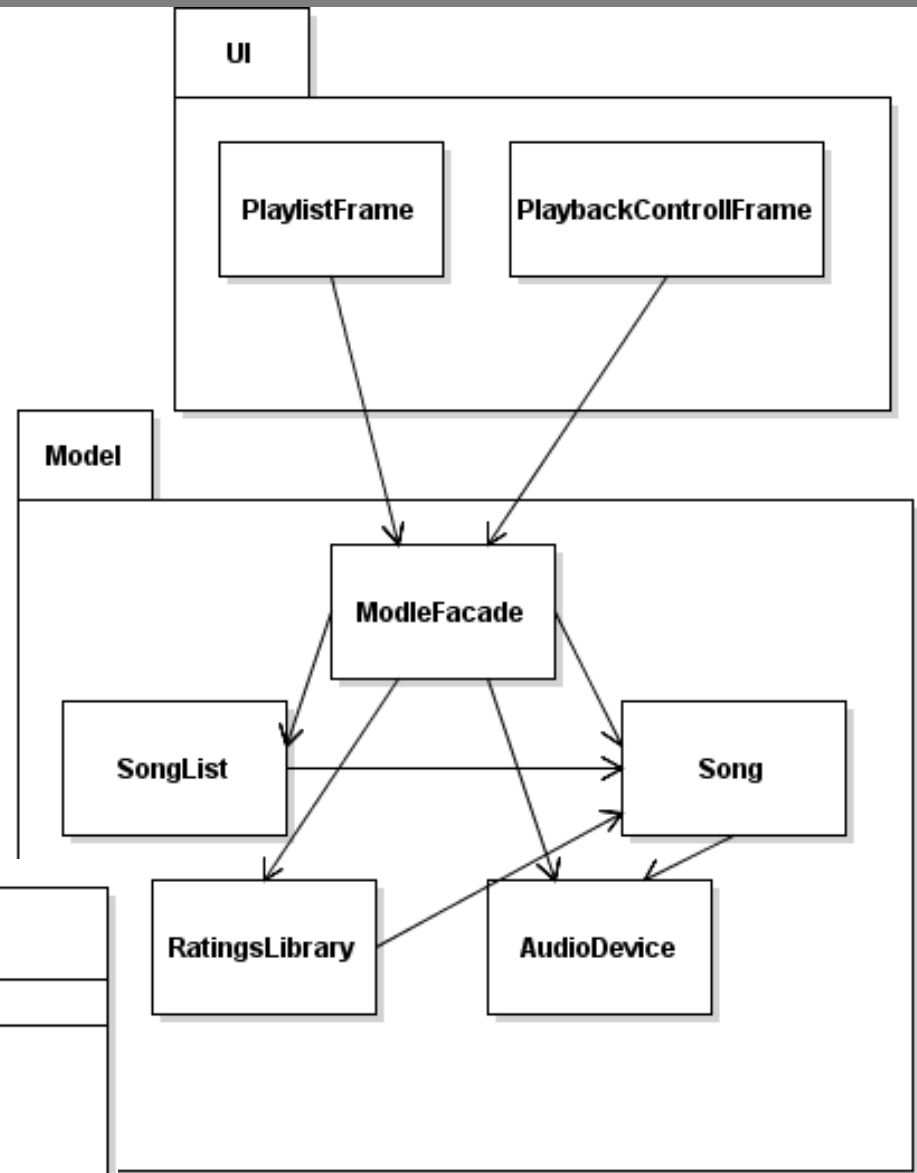 UI
PlaylistFrame
PlaybackControllFrame
Model
ModleFacade
SongList
Song
RatingsLibrary
AudioDevice